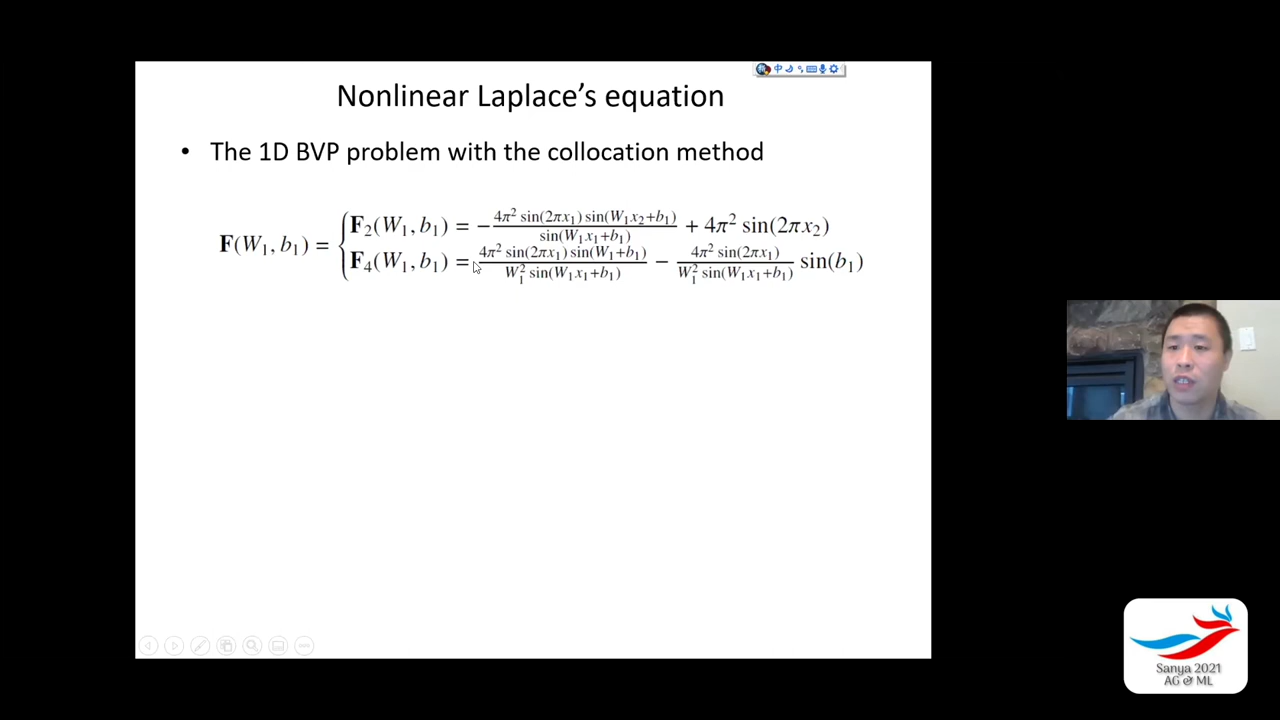 中
Nonlinear Laplace's equation
• The 1D BVP problem with the collocation method
F(W₁, b₁) = { F₂(W₁, b₁) = − 4π² sin(2πx₁) sin(W₁x₂+b₁) / sin(W₁x₁+b₁) + 4π² sin(2πx₂)
F₄(W₁, b₁) = 4π² sin(2πx₁) sin(W₁+b₁) / W₁² sin(W₁x₁+b₁) − 4π² sin(2πx₁) / W₁² sin(W₁x₁+b₁) sin(b₁)
Sanya 2021
AG & ML